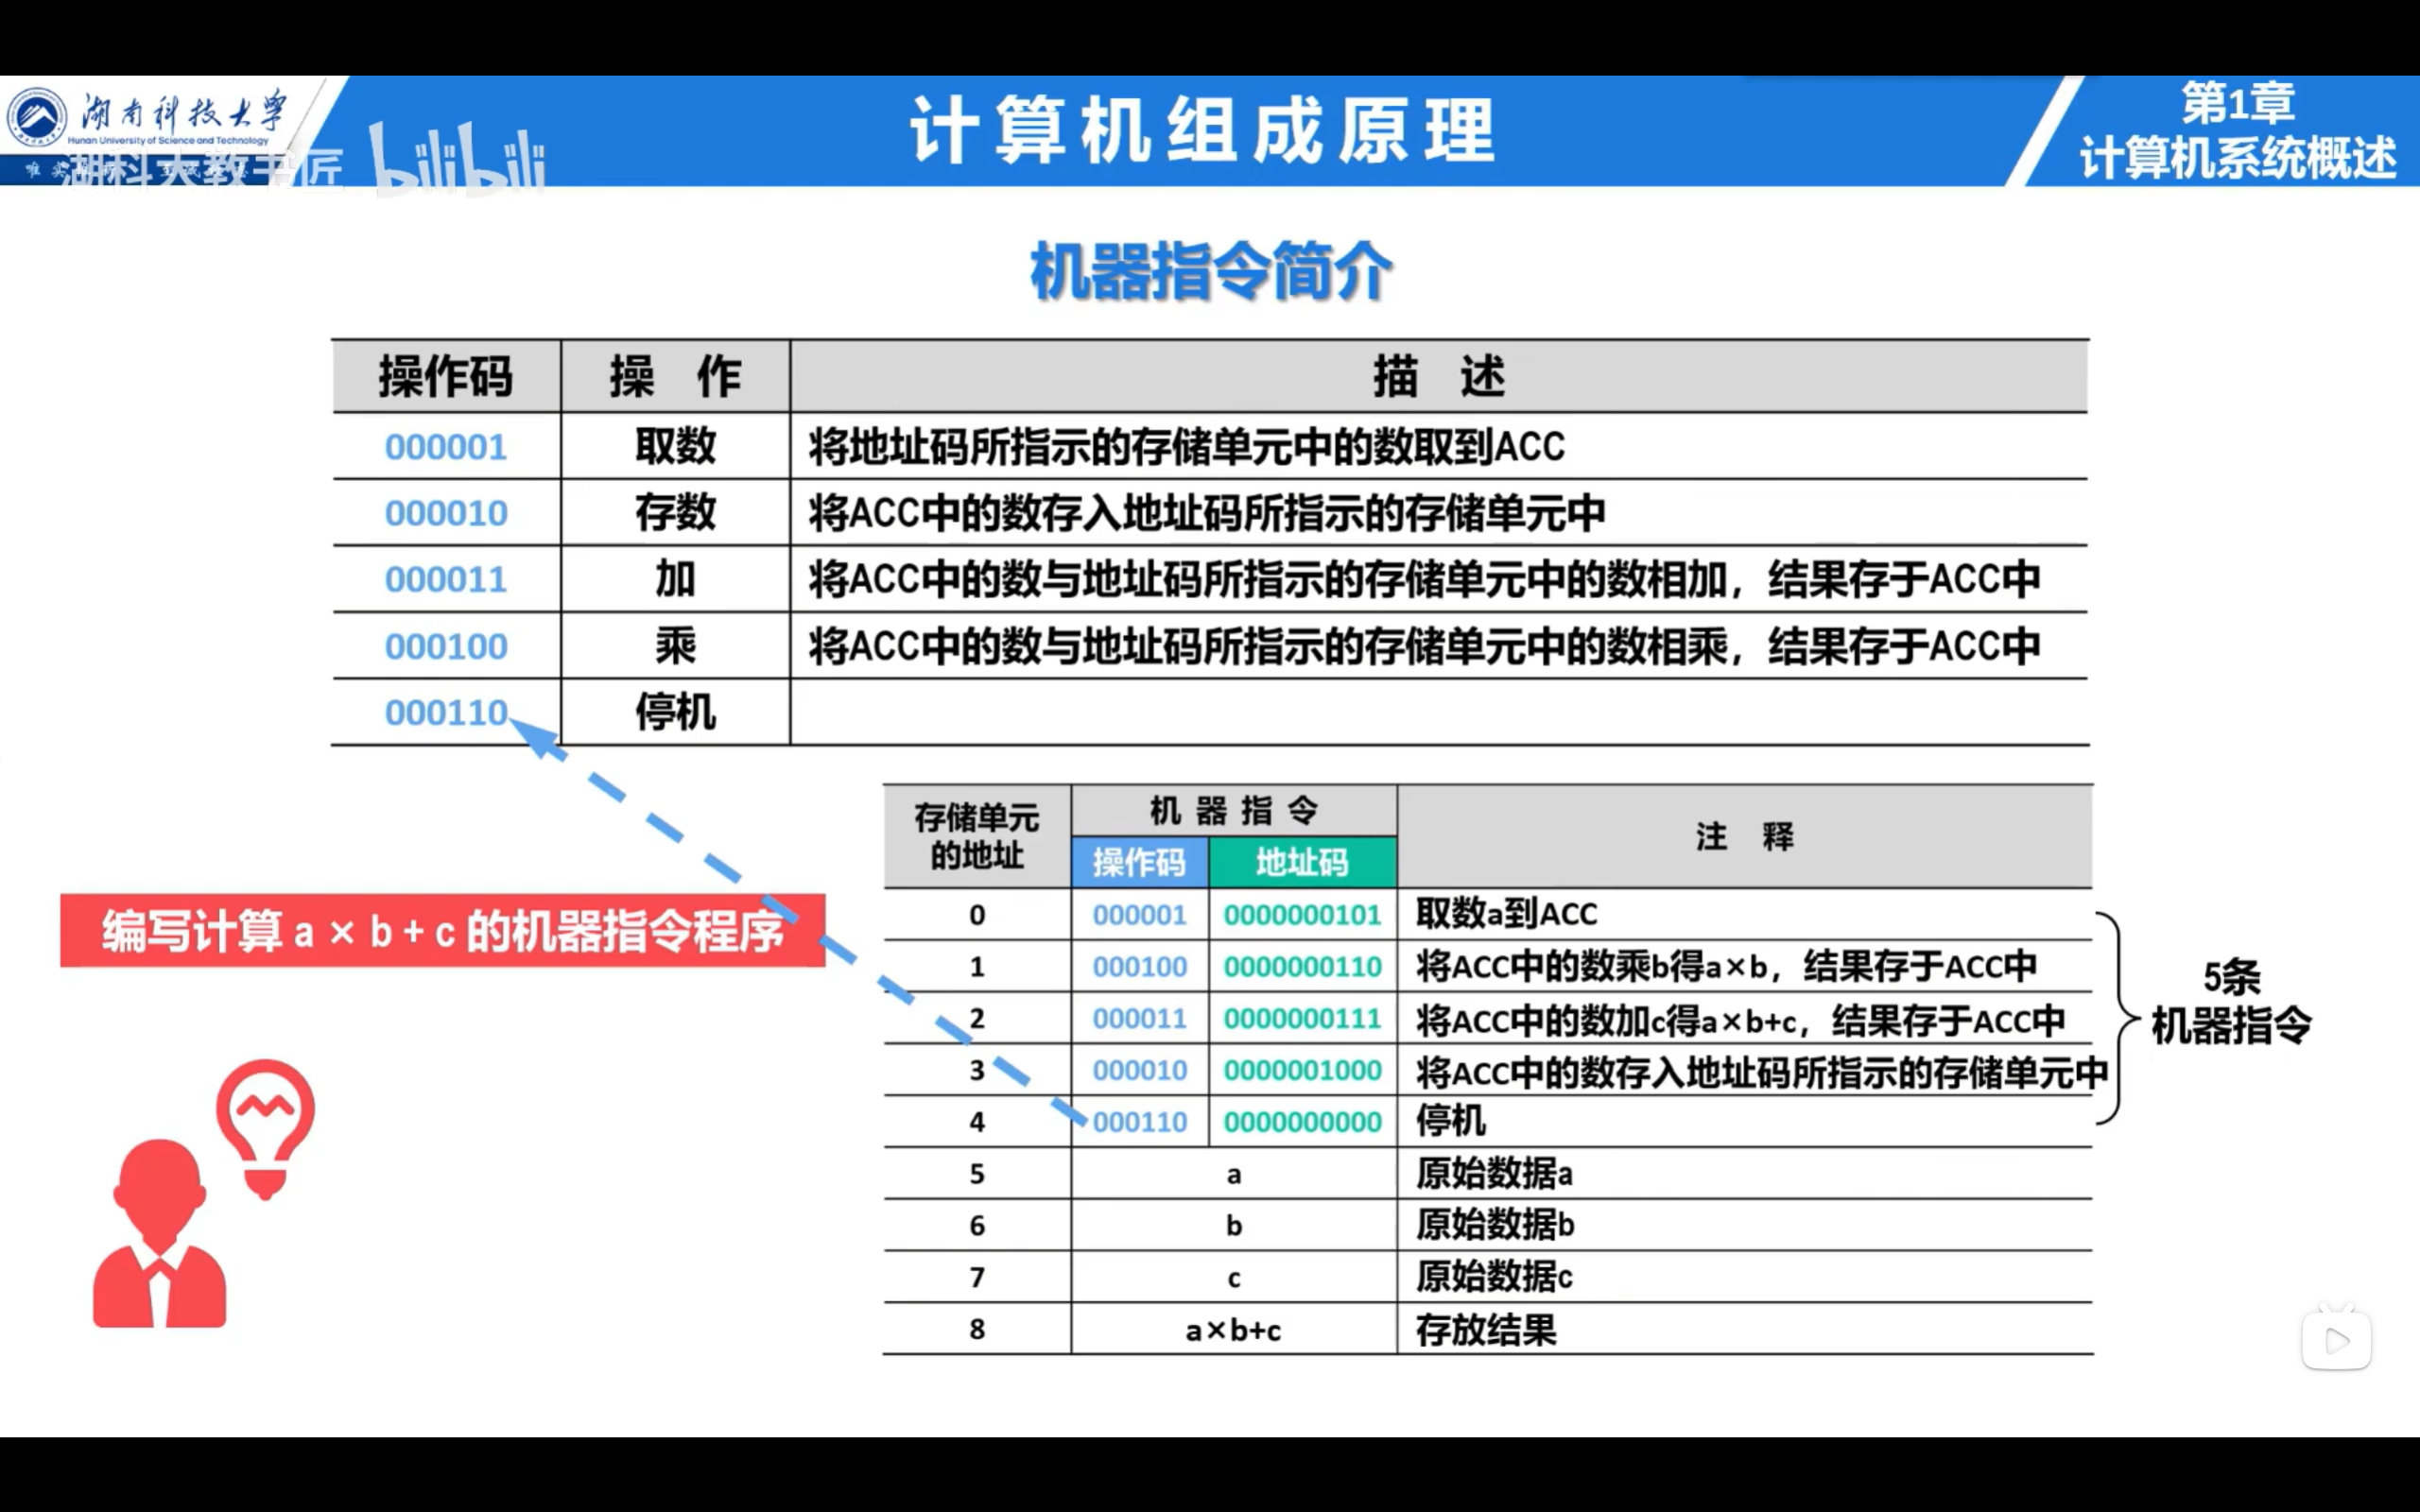 湖南科技大学
Hunan University of Science and Technology
湖科大教书匠 bilibili
计算机组成原理
第1章
计算机系统概述
机器指令简介
操作码 操 作 描 述
000001 取数 将地址码所指示的存储单元中的数取到ACC
000010 存数 将ACC中的数存入地址码所指示的存储单元中
000011 加 将ACC中的数与地址码所指示的存储单元中的数相加，结果存于ACC中
000100 乘 将ACC中的数与地址码所指示的存储单元中的数相乘，结果存于ACC中
000110 停机
编写计算 a × b + c 的机器指令程序
存储单元
的地址
机 器 指 令
操作码 地址码
注 释
0 000001 0000000101 取数a到ACC
1 000100 0000000110 将ACC中的数乘b得a×b，结果存于ACC中
2 000011 0000000111 将ACC中的数加c得a×b+c，结果存于ACC中
3 000010 0000001000 将ACC中的数存入地址码所指示的存储单元中
4 000110 0000000000 停机
5 a 原始数据a
6 b 原始数据b
7 c 原始数据c
8 a×b+c 存放结果
5条
机器指令